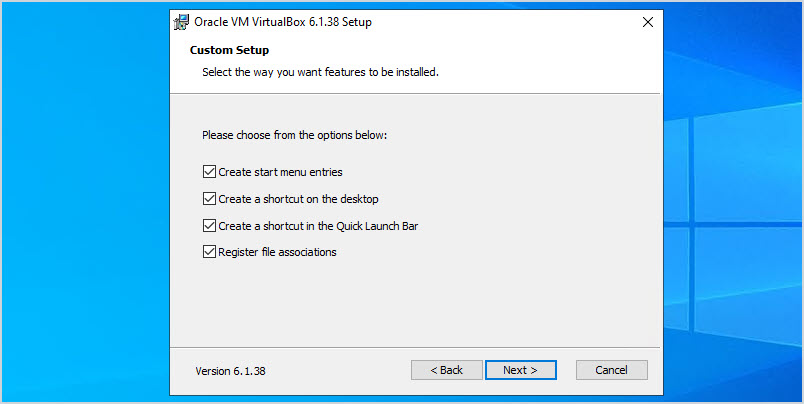 Oracle VM VirtualBox 6.1.38 Setup
Custom Setup
Select the way you want features to be installed.
Please choose from the options below:
Create start menu entries
Create a shortcut on the desktop
Create a shortcut in the Quick Launch Bar
Register file associations
Version 6.1.38
< Back
Next >
Cancel